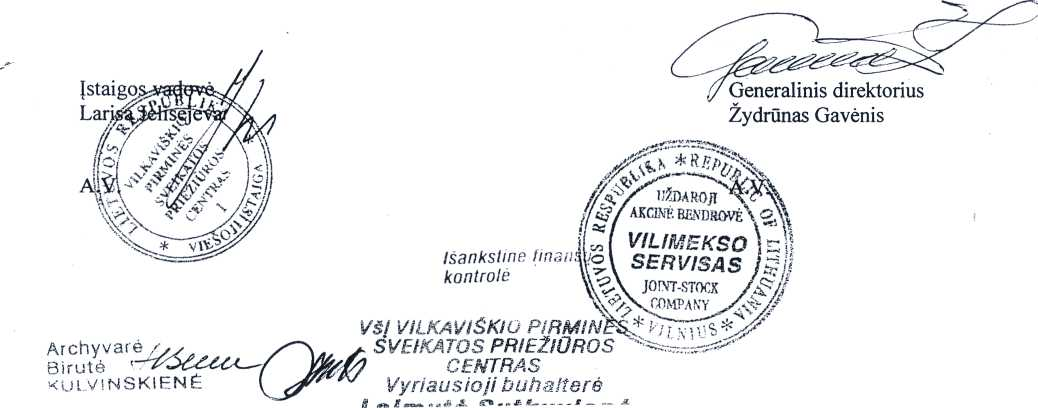 Įstaigos vadovė
Larisa Jelisejeva
A.V.
LIETUVOS RESPUBLIKA
* VIEŠOJI ĮSTAIGA *
VILKAVIŠKIO
PIRMINĖS
SVEIKATOS
PRIEŽIŪROS
CENTRAS
1
Generalinis direktorius
Žydrūnas Gavėnis
A.V.
LIETUVOS RESPUBLIKA * REPUBLIC OF LITHUANIA
* VILNIUS *
UŽDAROJI
AKCINĖ BENDROVĖ
VILIMEKSO
SERVISAS
JOINT-STOCK
COMPANY
Išankstinė finansų
kontrolė
VšĮ VILKAVIŠKIO PIRMINĖS
SVEIKATOS PRIEŽIŪROS
CENTRAS
Vyriausioji buhalterė
Archyvarė
Birutė
KULVINSKIENĖ